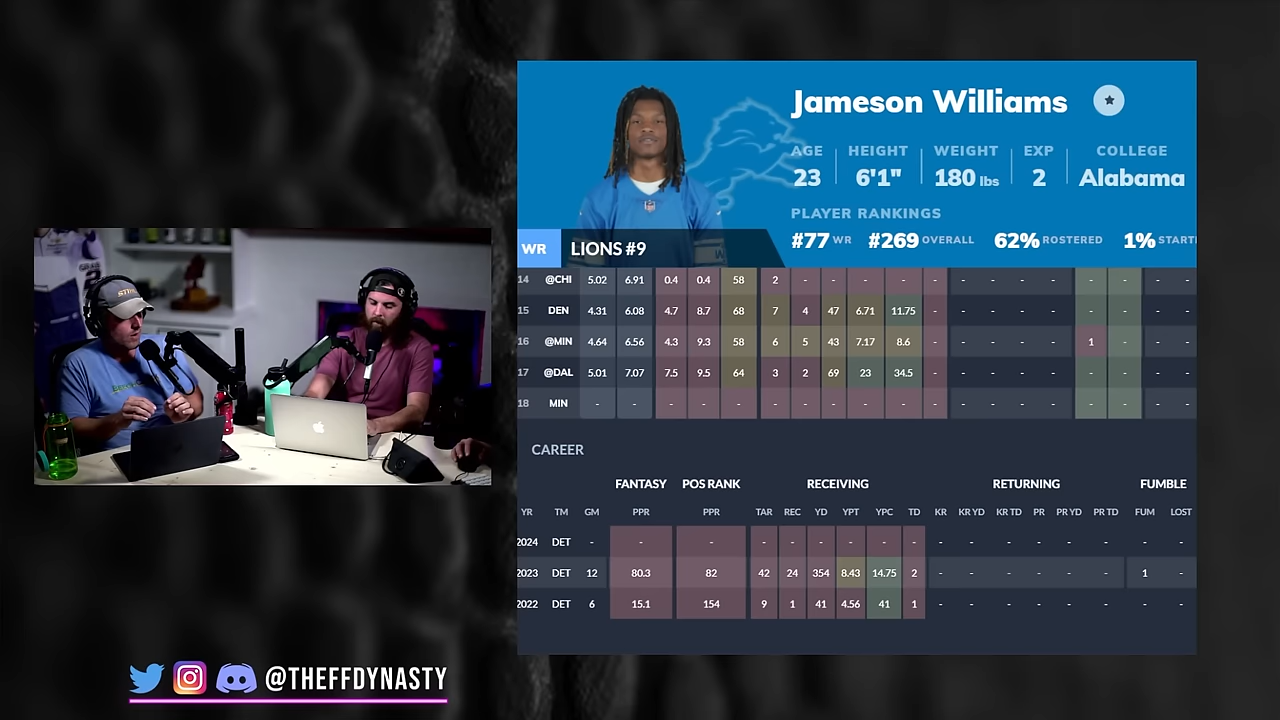 Jameson Williams
AGE HEIGHT WEIGHT EXP COLLEGE
23 6'1" 180 lbs 2 Alabama
PLAYER RANKINGS
#77 WR #269 OVERALL 62% ROSTERED 1% STARTI
WR LIONS #9
14 @CHI 5.02 6.91 0.4 0.4 58 2 - - - - - - - - - - - - -
15 DEN 4.31 6.08 4.7 8.7 68 7 4 47 6.71 11.75 - - - - - - - - -
16 @MIN 4.64 6.56 4.3 9.3 58 6 5 43 7.17 8.6 - - - - - 1 - - -
17 @DAL 5.01 7.07 7.5 9.5 64 3 2 69 23 34.5 - - - - - - - - -
18 MIN - - - - - - - - - - - - - - - - - - -
CAREER
FANTASY POS RANK RECEIVING RETURNING FUMBLE
YR TM GM PPR PPR TAR REC YD YPT YPC TD KR KR YD KR TD PR PR YD PR TD FUM LOST
2024 DET - - - - - - - - - - - - - - - - -
2023 DET 12 80.3 82 42 24 354 8.43 14.75 2 - - - - - - 1 -
2022 DET 6 15.1 154 9 1 41 4.56 41 1 - - - - - - - -
@THEFFDYNASTY